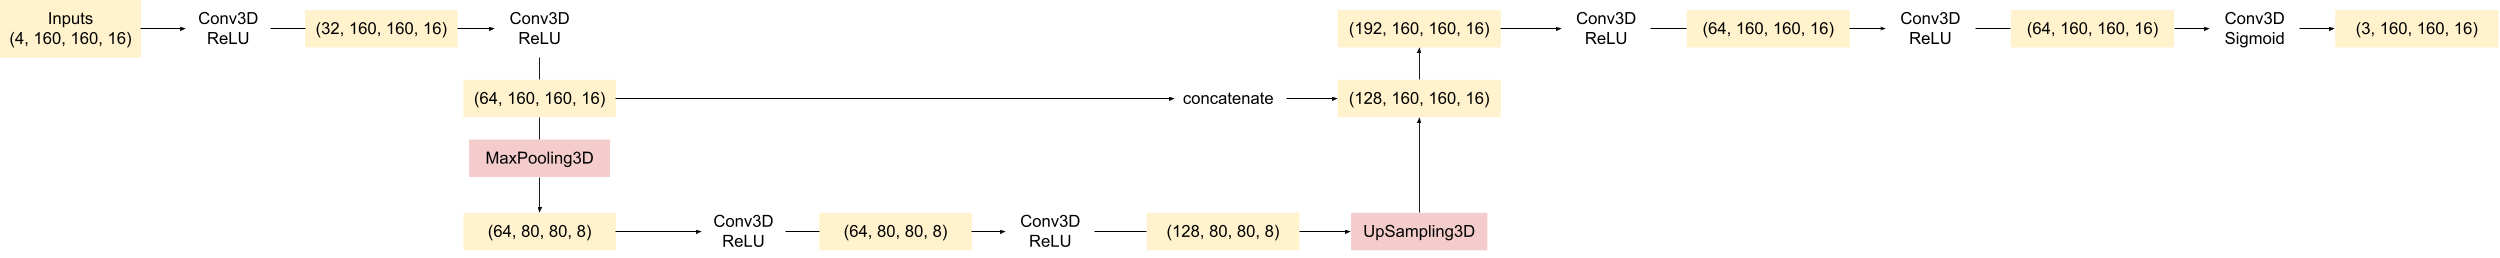 Inputs
(4, 160, 160, 16)
Conv3D
ReLU
(32, 160, 160, 16)
Conv3D
ReLU
(64, 160, 160, 16)
MaxPooling3D
(64, 80, 80, 8)
Conv3D
ReLU
(64, 80, 80, 8)
Conv3D
ReLU
(128, 80, 80, 8)
UpSampling3D
concatenate
(128, 160, 160, 16)
(192, 160, 160, 16)
Conv3D
ReLU
(64, 160, 160, 16)
Conv3D
ReLU
(64, 160, 160, 16)
Conv3D
Sigmoid
(3, 160, 160, 16)